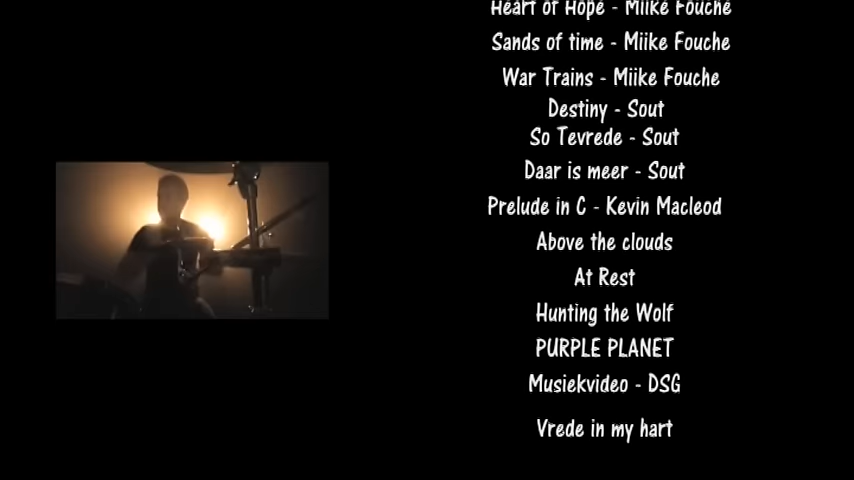 Heart of Hope - Miike Fouche
Sands of time - Miike Fouche
War Trains - Miike Fouche
Destiny - Sout
So Tevrede - Sout
Daar is meer - Sout
Prelude in C - Kevin Macleod
Above the clouds
At Rest
Hunting the Wolf
PURPLE PLANET
Musiekvideo - DSG
Vrede in my hart